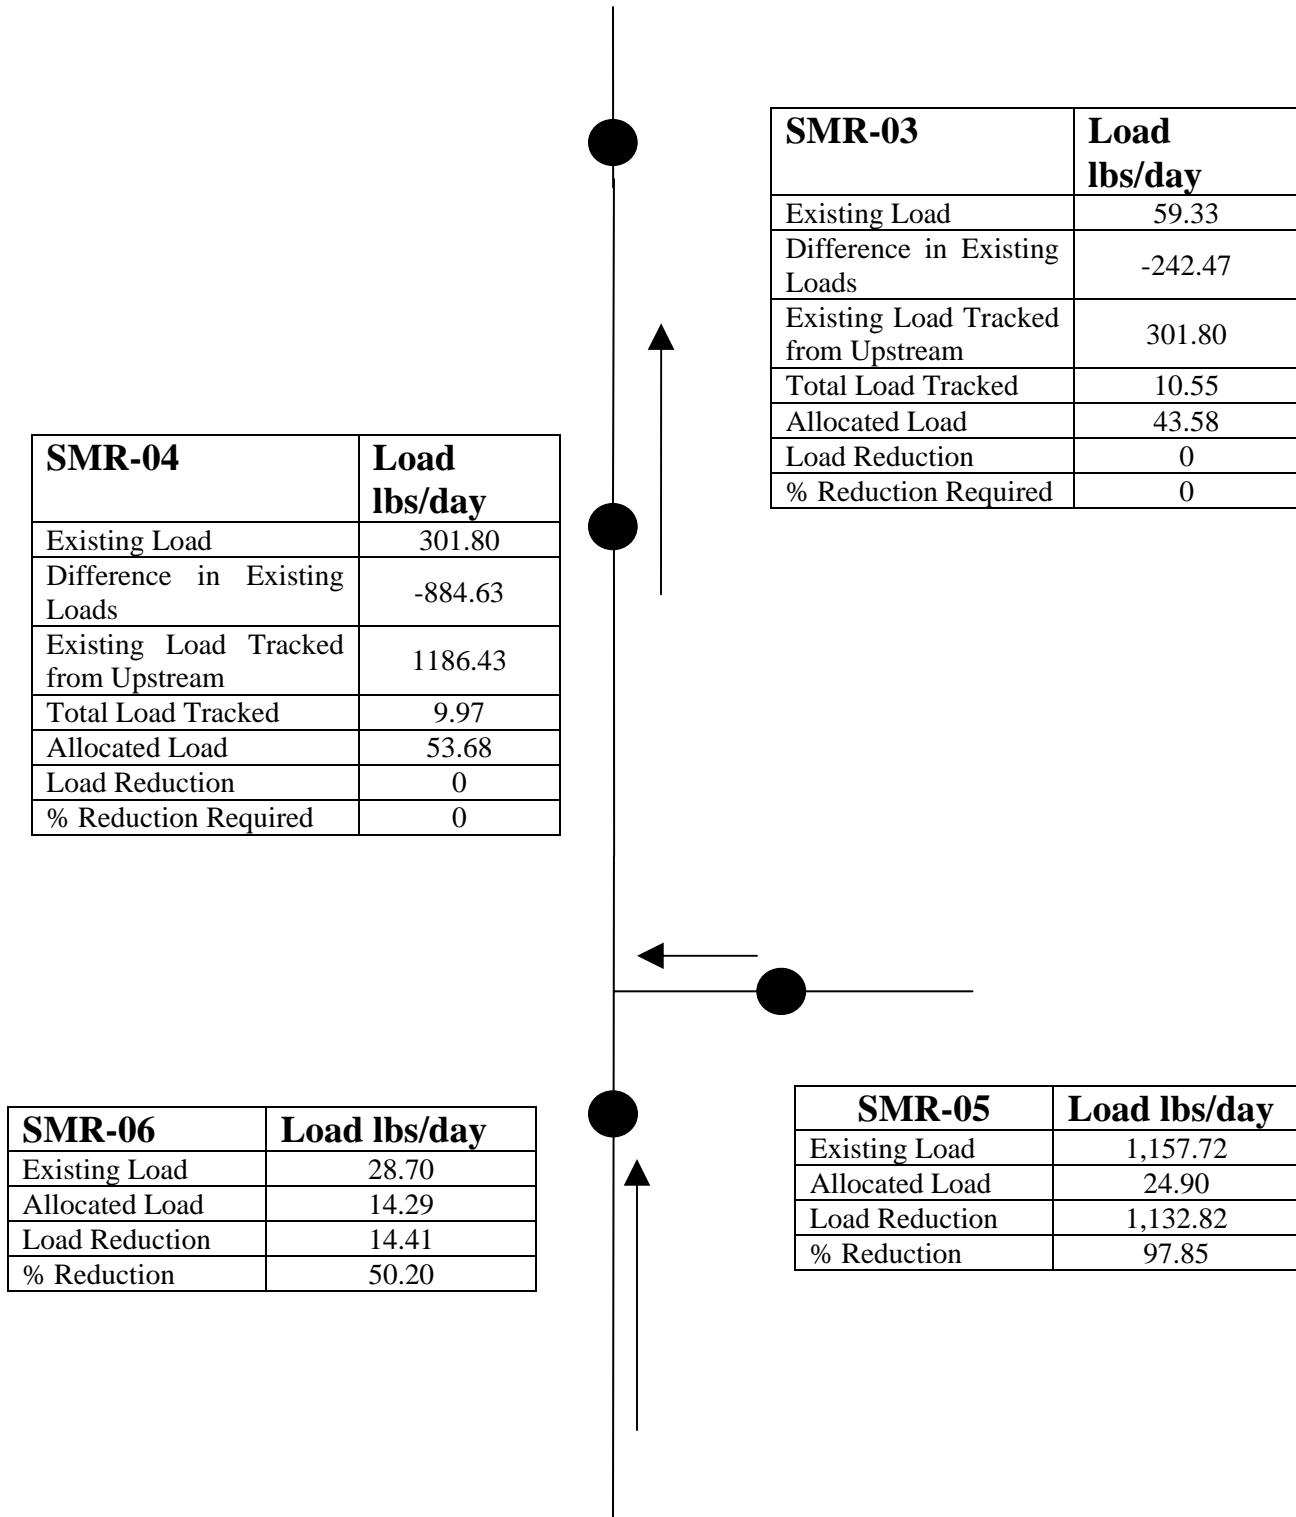 SMR-03 Load
lbs/day
Existing Load 59.33
Difference in Existing
Loads -242.47
Existing Load Tracked
from Upstream 301.80
Total Load Tracked 10.55
Allocated Load 43.58
Load Reduction 0
% Reduction Required 0
SMR-04 Load
lbs/day
Existing Load 301.80
Difference in Existing
Loads -884.63
Existing Load Tracked
from Upstream 1186.43
Total Load Tracked 9.97
Allocated Load 53.68
Load Reduction 0
% Reduction Required 0
SMR-06 Load lbs/day
Existing Load 28.70
Allocated Load 14.29
Load Reduction 14.41
% Reduction 50.20
SMR-05 Load lbs/day
Existing Load 1,157.72
Allocated Load 24.90
Load Reduction 1,132.82
% Reduction 97.85